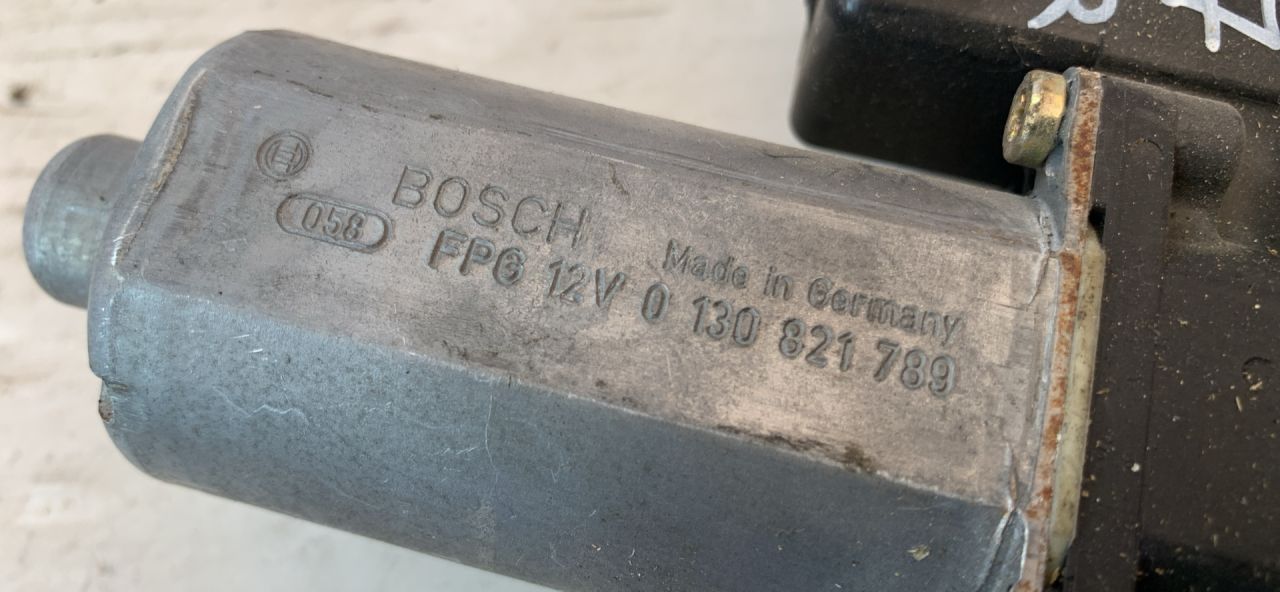 BOSCH
058
Made in Germany
FPG 12V 0 130 821 789